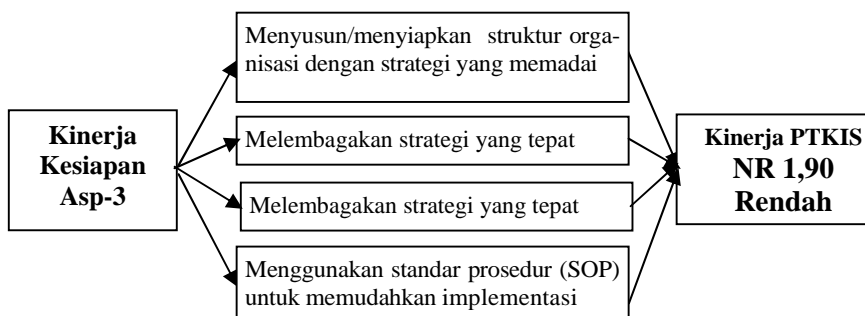 Menyusun/menyiapkan struktur orga-
nisasi dengan strategi yang memadai
Kinerja
Kesiapan
Asp-3
Melembagakan strategi yang tepat
Melembagakan strategi yang tepat
Menggunakan standar prosedur (SOP)
untuk memudahkan implementasi
Kinerja PTKIS
NR 1,90
Rendah